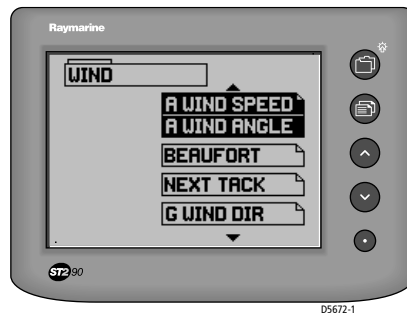 Raymarine
WIND
A WIND SPEED
A WIND ANGLE
BEAUFORT
NEXT TACK
G WIND DIR
ST290
D5672-1